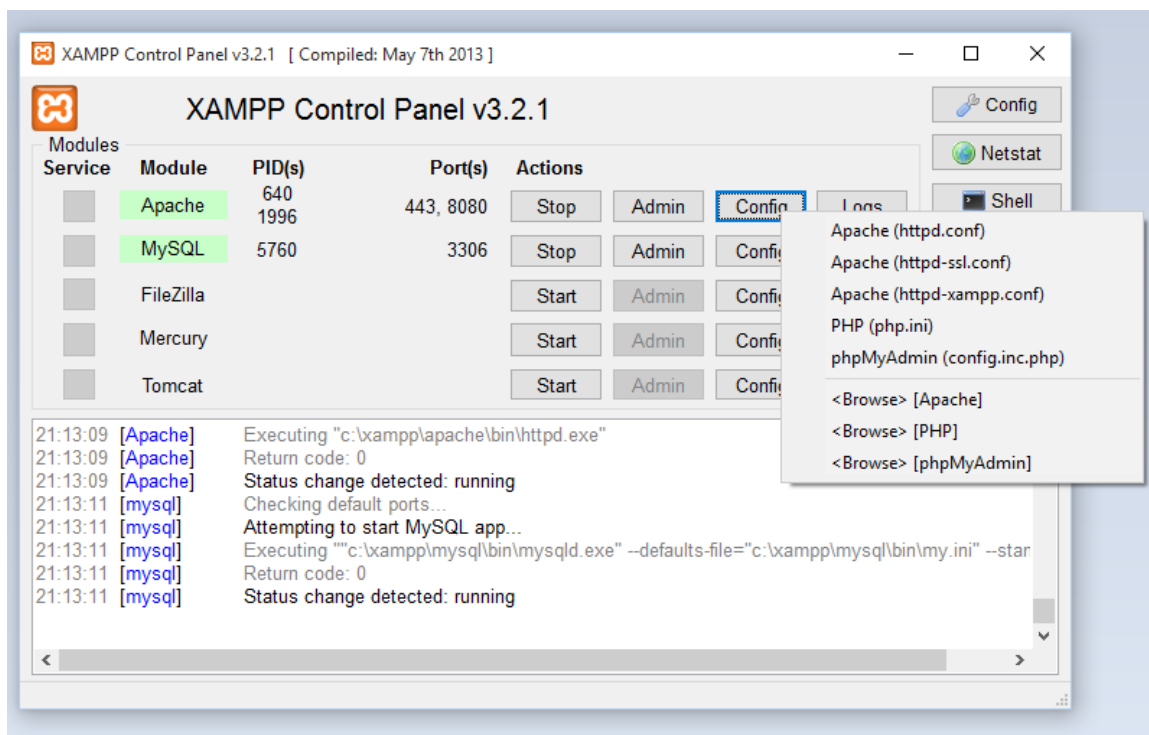 XAMPP Control Panel v3.2.1 [ Compiled: May 7th 2013 ]
XAMPP Control Panel v3.2.1
Config
Netstat
Shell
Modules
Service Module PID(s) Port(s) Actions
Apache 640 1996 443, 8080 Stop Admin Config Logs
MySQL 5760 3306 Stop Admin Config
FileZilla Start Admin Config
Mercury Start Admin Config
Tomcat Start Admin Config
Apache (httpd.conf)
Apache (httpd-ssl.conf)
Apache (httpd-xampp.conf)
PHP (php.ini)
phpMyAdmin (config.inc.php)
<Browse> [Apache]
<Browse> [PHP]
<Browse> [phpMyAdmin]
21:13:09 [Apache] Executing "c:\xampp\apache\bin\httpd.exe"
21:13:09 [Apache] Return code: 0
21:13:09 [Apache] Status change detected: running
21:13:11 [mysql] Checking default ports...
21:13:11 [mysql] Attempting to start MySQL app...
21:13:11 [mysql] Executing ""c:\xampp\mysql\bin\mysqld.exe" --defaults-file="c:\xampp\mysql\bin\my.ini" --star
21:13:11 [mysql] Return code: 0
21:13:11 [mysql] Status change detected: running